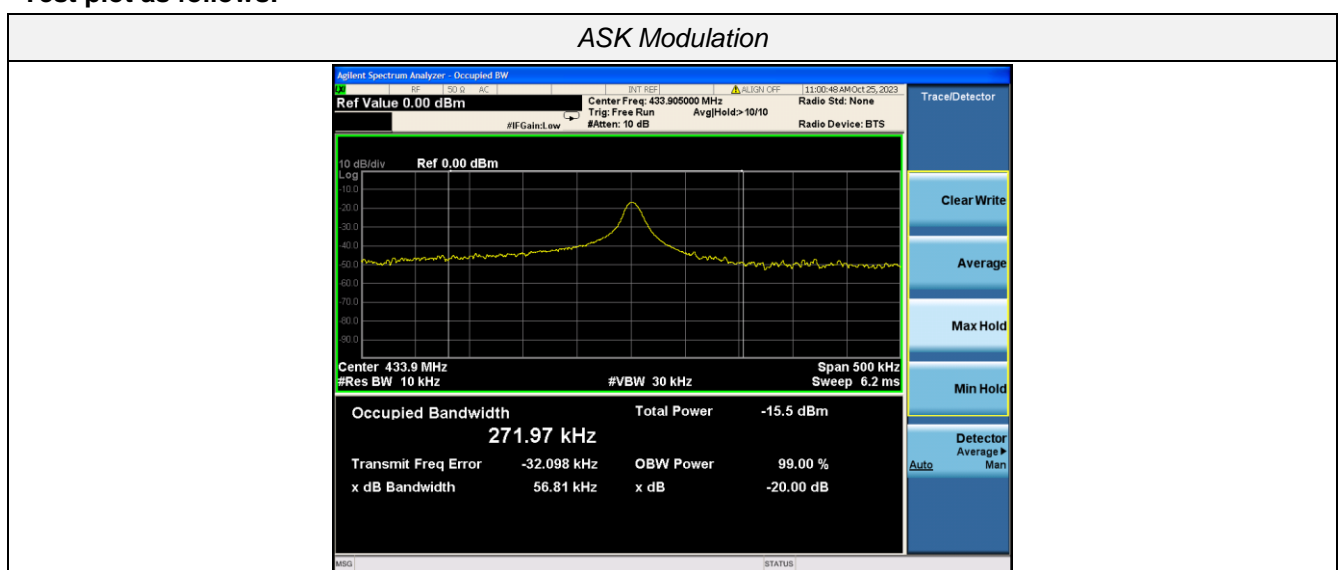 Test plot as follows:
ASK Modulation
Agilent Spectrum Analyzer - Occupied BW
RF 50 Ω AC INT REF ALIGN OFF 11:00:48 AM Oct 25, 2023
Ref Value 0.00 dBm Center Freq: 433.905000 MHz Radio Std: None
Trig: Free Run Avg|Hold:> 10/10
#IFGain:Low #Atten: 10 dB Radio Device: BTS
Trace/Detector
10 dB/div Ref 0.00 dBm
Log
-10.0
-20.0
-30.0
-40.0
-50.0
-60.0
-70.0
-80.0
-90.0
Center 433.9 MHz Span 500 kHz
#Res BW 10 kHz #VBW 30 kHz Sweep 6.2 ms
Occupied Bandwidth Total Power -15.5 dBm
271.97 kHz
Transmit Freq Error -32.098 kHz OBW Power 99.00 %
x dB Bandwidth 56.81 kHz x dB -20.00 dB
Clear Write
Average
Max Hold
Min Hold
Detector
Average▶
Auto Man
MSG STATUS